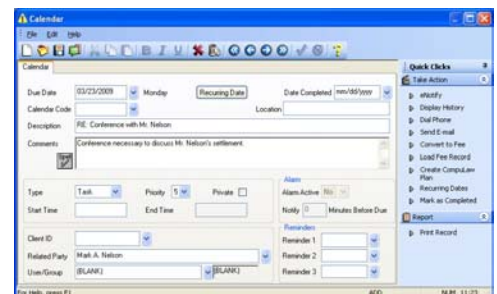 Calendar
File Edit Help
B I U
Calendar
Due Date 03/23/2009 Monday Recurring Date Date Completed mm/dd/yyyy
Calendar Code Location
Description RE: Conference with Mr. Nelson
Comments Conference necessary to discuss Mr. Nelson's settlement.
Type Task Priority 5 Private
Start Time End Time
Alarm
Alarm Active No
Notify 0 Minutes Before Due
Client ID
Related Party Mark A. Nelson
User/Group (BLANK) (BLANK)
Reminders
Reminder 1
Reminder 2
Reminder 3
Quick Clicks
Take Action
eNotify
Display History
Dial Phone
Send E-mail
Convert to Fee
Load Fee Record
Create CompuLaw
Plan
Recurring Dates
Mark as Completed
Report
Print Record
For Help, press F1 ADD NUM 11:23